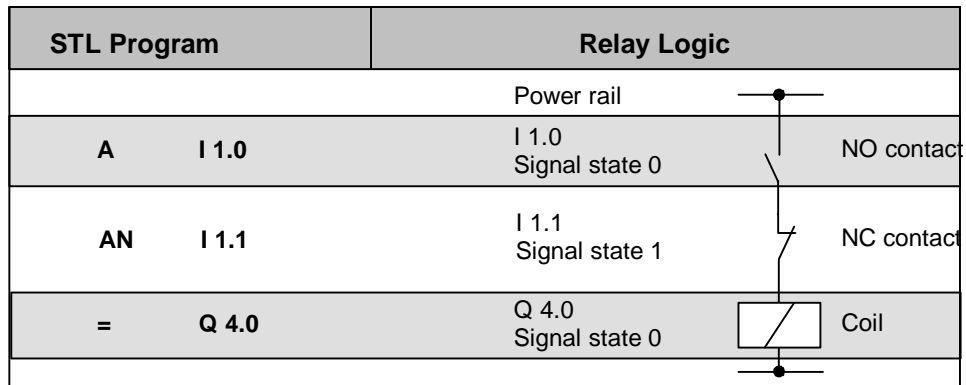 STL Program Relay Logic
Power rail
A I 1.0 I 1.0 NO contact
Signal state 0
AN I 1.1 I 1.1 NC contact
Signal state 1
= Q 4.0 Q 4.0 Coil
Signal state 0